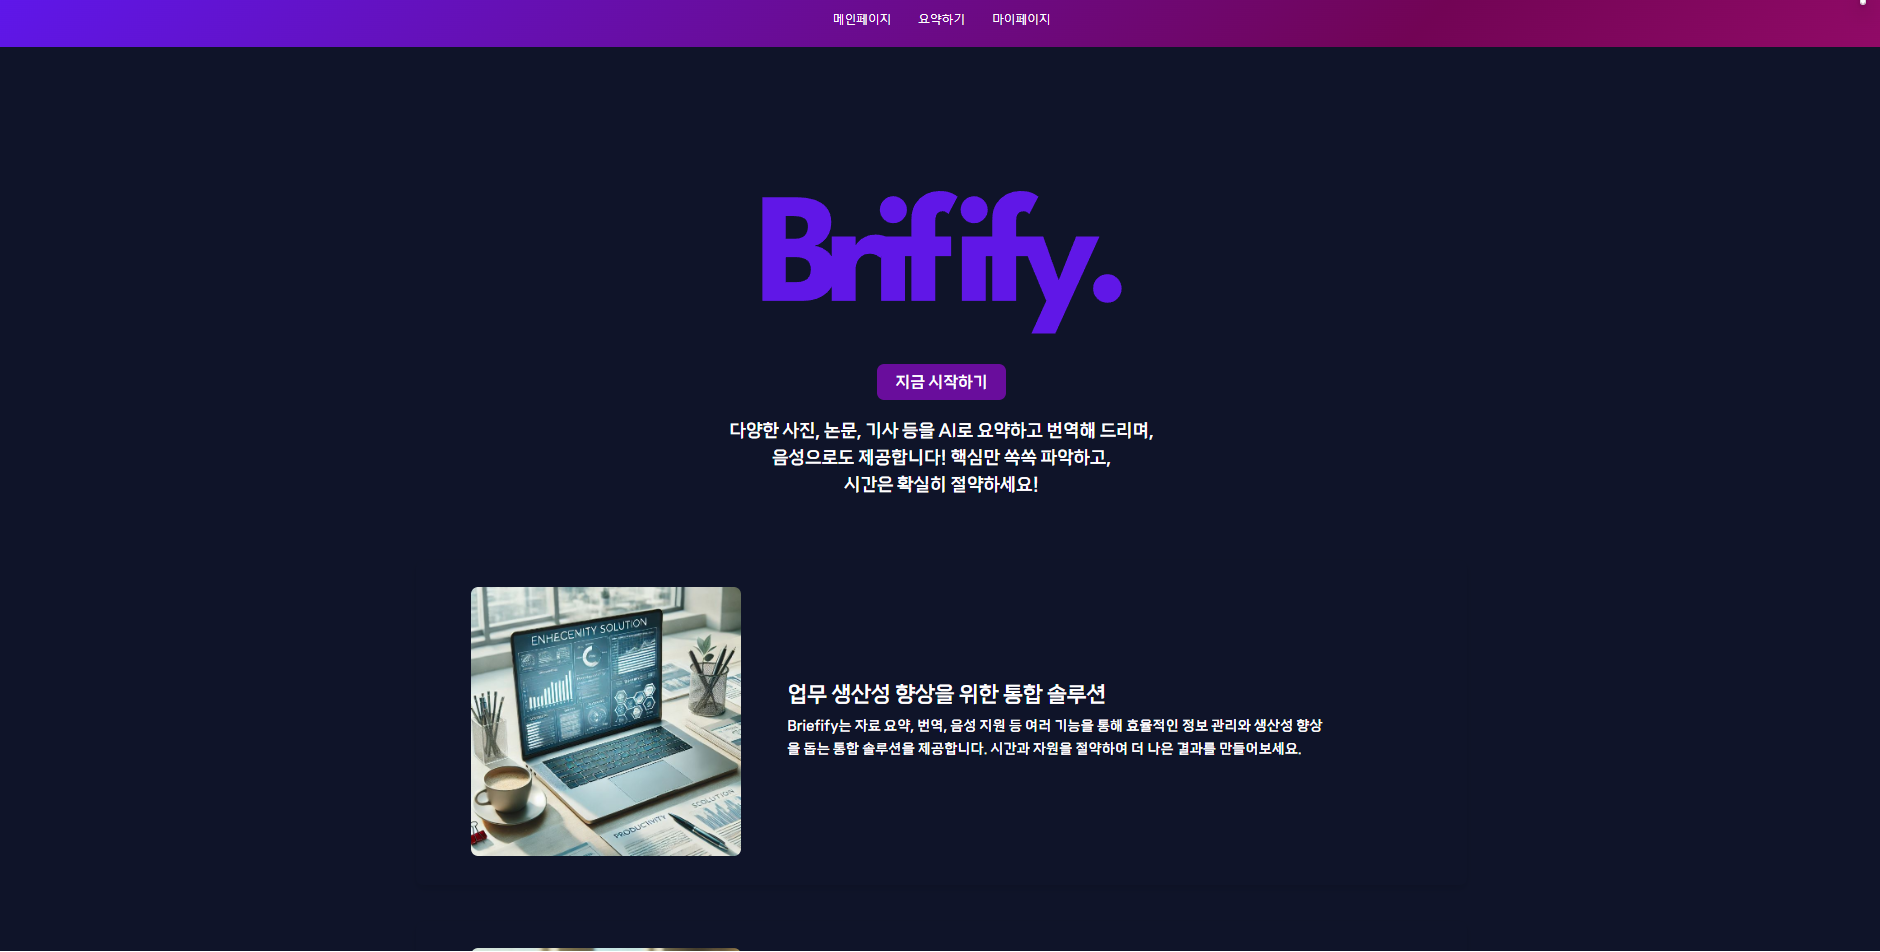 메인페이지 요약하기 마이페이지
Brifify.
지금 시작하기
다양한 사진, 논문, 기사 등을 AI로 요약하고 번역해 드리며,
음성으로도 제공합니다! 핵심만 쏙쏙 파악하고,
시간은 확실히 절약하세요!
ENHECENITY SOLUTION
업무 생산성 향상을 위한 통합 솔루션
Briefify는 자료 요약, 번역, 음성 지원 등 여러 기능을 통해 효율적인 정보 관리와 생산성 향상
을 돕는 통합 솔루션을 제공합니다. 시간과 자원을 절약하여 더 나은 결과를 만들어보세요.
SCOLUTION
PRODUCTIVITY